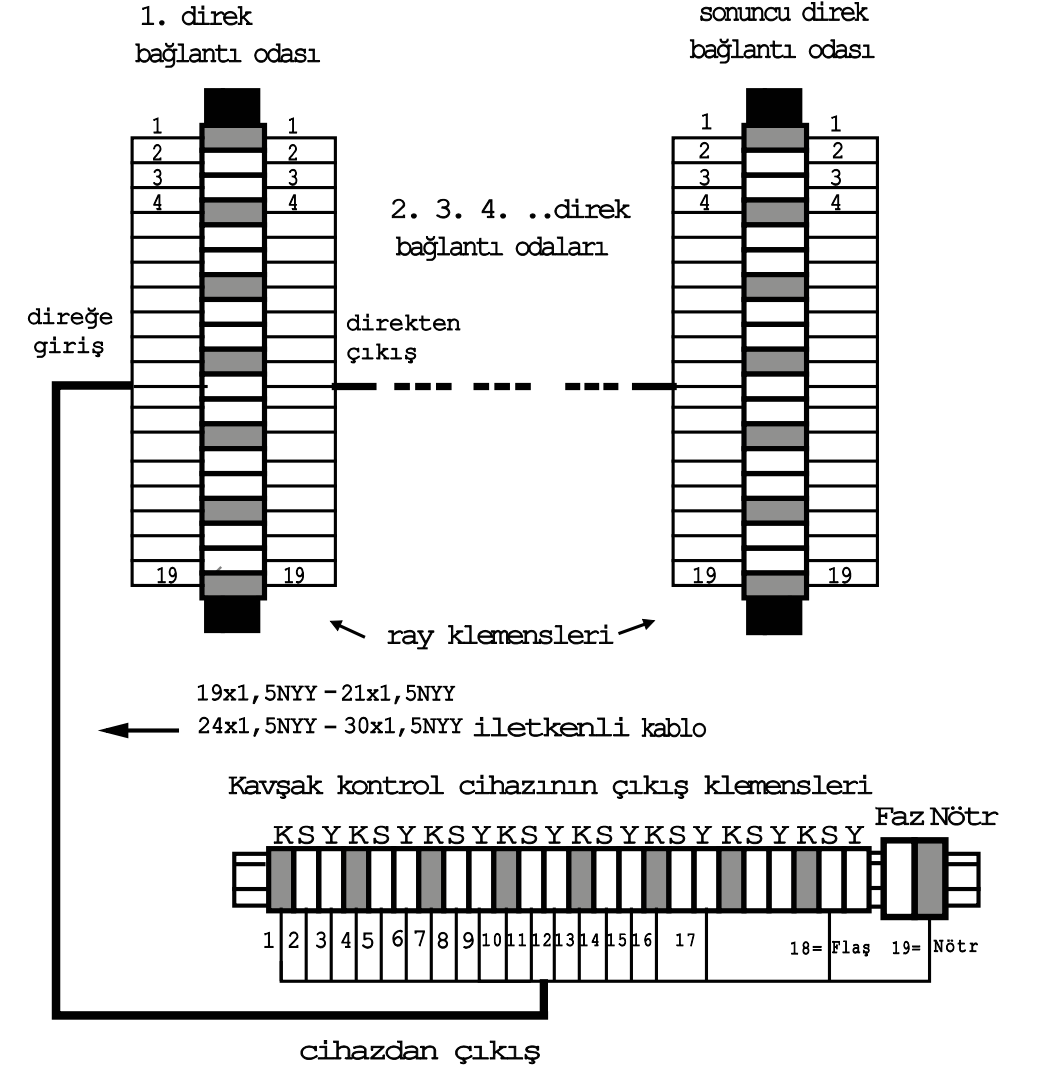 1. direk
bağlantı odası
sonuncu direk
bağlantı odası
1 1
2 2
3 3
4 4
19 19
1 1
2 2
3 3
4 4
19 19
2. 3. 4. ..direk
bağlantı odaları
direğe
giriş
direkten
çıkış
ray klemensleri
19x1,5NYY – 21x1,5NYY
24x1,5NYY – 30x1,5NYY iletkenli kablo
Kavşak kontrol cihazının çıkış klemensleri
Faz Nötr
K S Y K S Y K S Y K S Y K S Y K S Y K S Y K S Y
1 2 3 4 5 6 7 8 9 10 11 12 13 14 15 16 17 18= Flaş 19= Nötr
cihazdan çıkış